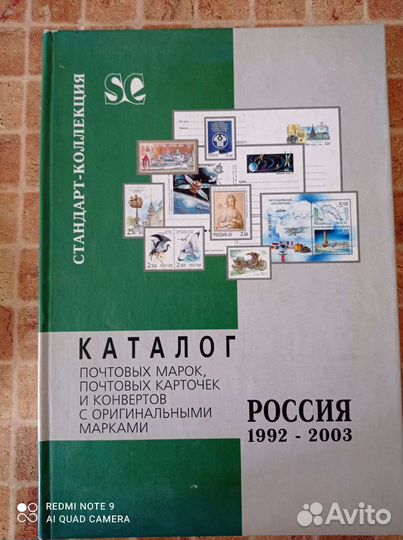 СТАНДАРТ-КОЛЛЕКЦИЯ
SC
КАТАЛОГ
ПОЧТОВЫХ МАРОК,
ПОЧТОВЫХ КАРТОЧЕК
И КОНВЕРТОВ
С ОРИГИНАЛЬНЫМИ
МАРКАМИ
РОССИЯ
1992 - 2003
REDMI NOTE 9
AI QUAD CAMERA
Avito